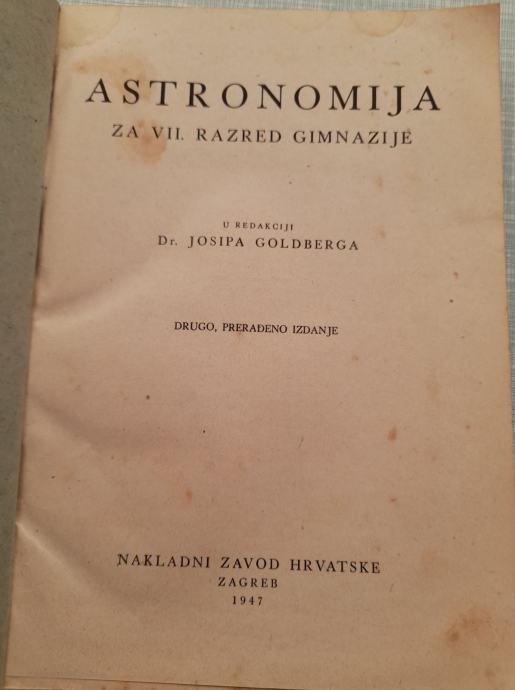 ASTRONOMIJA
ZA VII. RAZRED GIMNAZIJE
U REDAKCIJI
Dr. JOSIPA GOLDBERGA
DRUGO, PRERAĐENO IZDANJE
NAKLADNI ZAVOD HRVATSKE
ZAGREB
1947